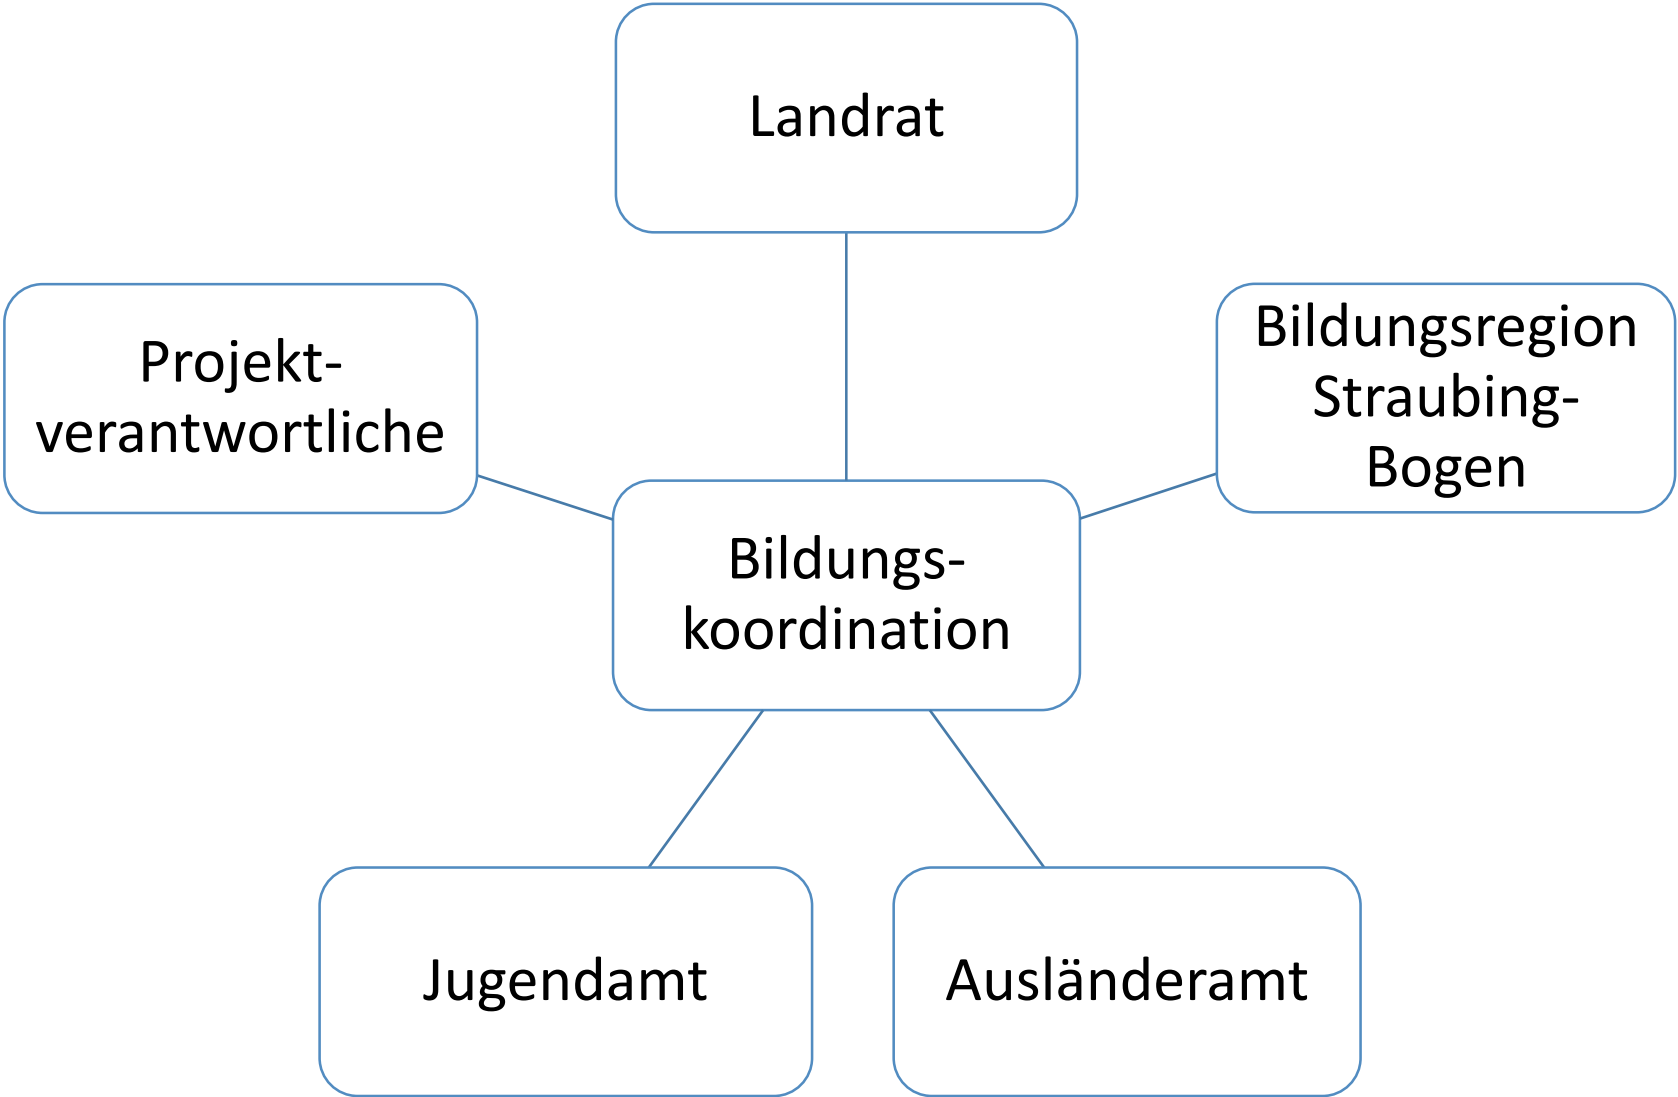 Landrat
Projekt-
verantwortliche
Bildungsregion
Straubing-
Bogen
Bildungs-
koordination
Jugendamt
Ausländeramt